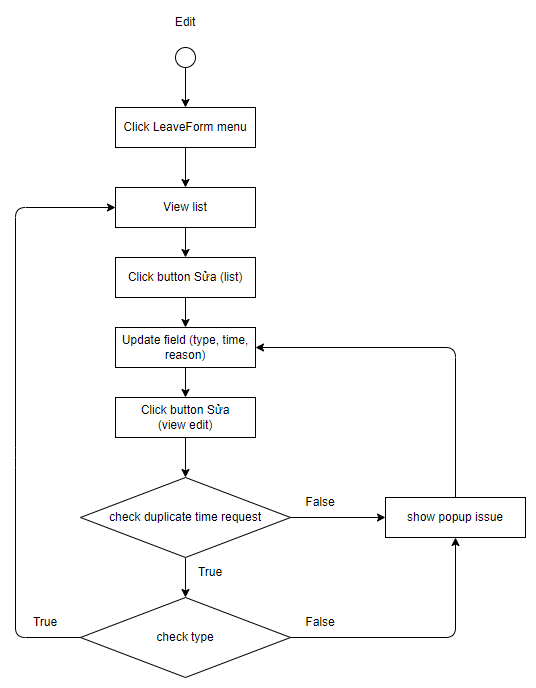 Edit
Click LeaveForm menu
View list
Click button Sửa (list)
Update field (type, time,
reason)
Click button Sửa
(view edit)
check duplicate time request
False
show popup issue
True
check type
True
False